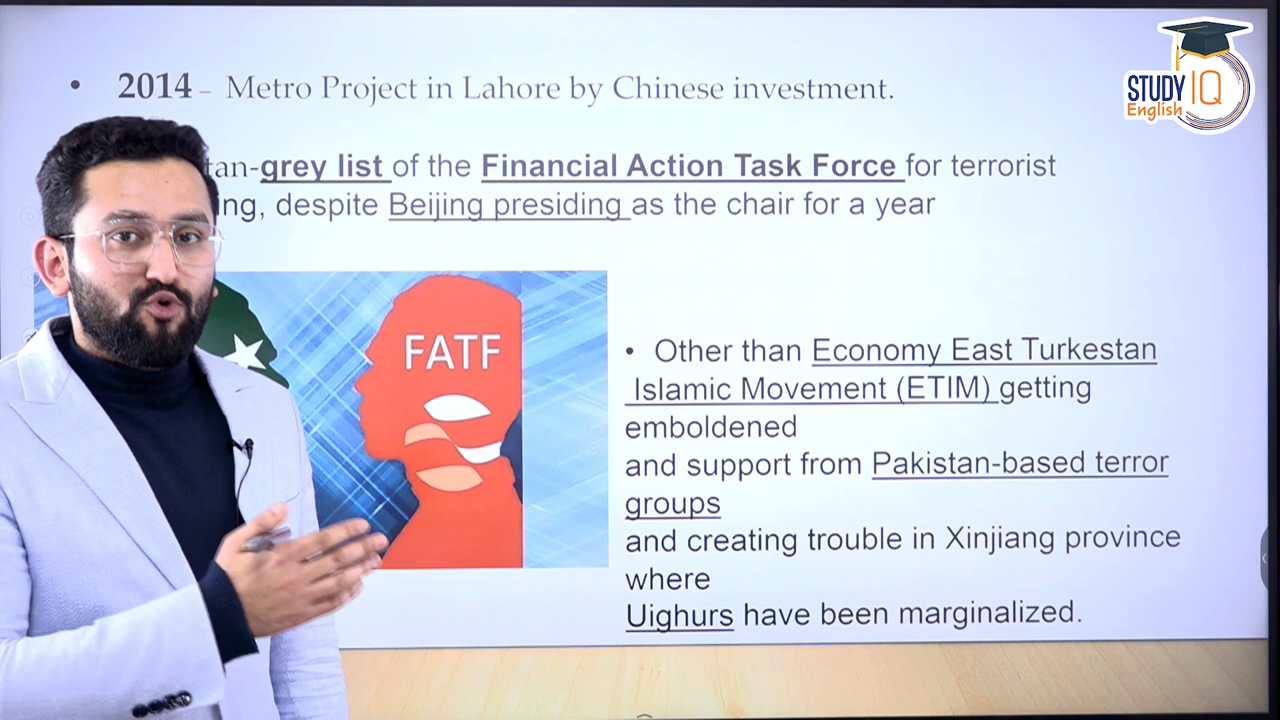 STUDY IQ
English
• 2014 – Metro Project in Lahore by Chinese investment.
tan-grey list of the Financial Action Task Force for terrorist
ng, despite Beijing presiding as the chair for a year
FATF
• Other than Economy East Turkestan
Islamic Movement (ETIM) getting
emboldened
and support from Pakistan-based terror
groups
and creating trouble in Xinjiang province
where
Uighurs have been marginalized.